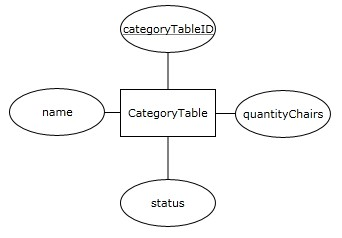 categoryTableID
name
CategoryTable
quantityChairs
status